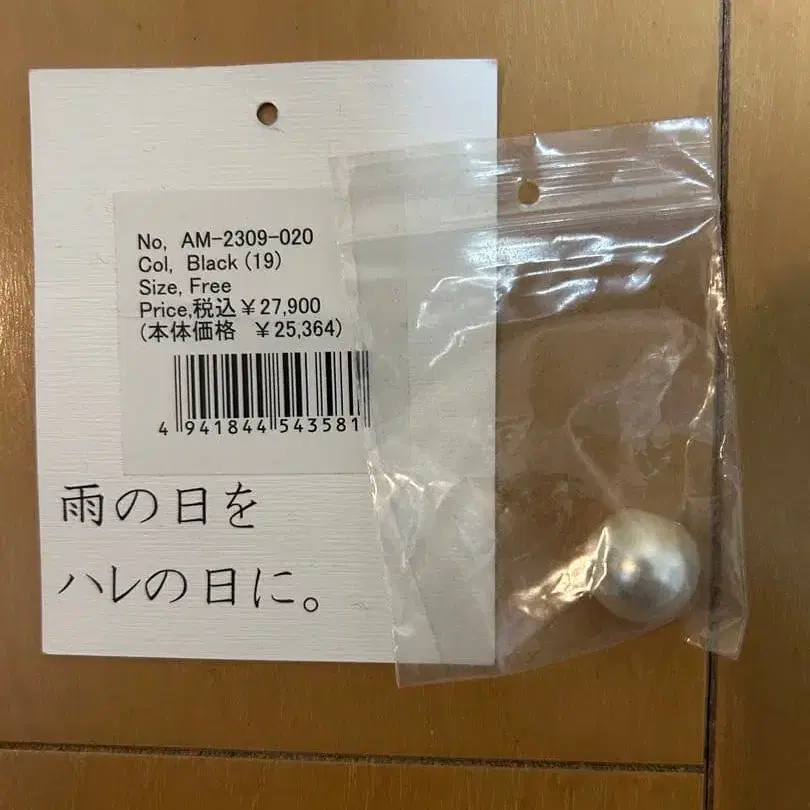 No, AM-2309-020
Col, Black (19)
Size, Free
Price,税込￥27,900
(本体価格 ￥25,364)
4 941844 543581
雨の日を
ハレの日に。